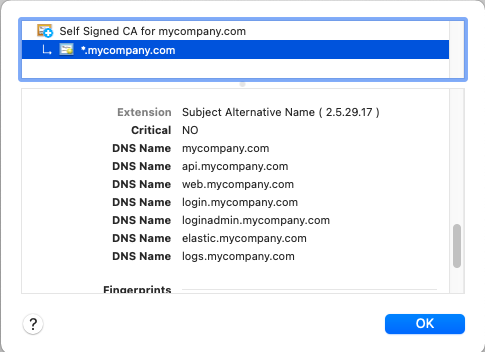 Self Signed CA for mycompany.com
*.mycompany.com
Extension Subject Alternative Name ( 2.5.29.17 )
Critical NO
DNS Name mycompany.com
DNS Name api.mycompany.com
DNS Name web.mycompany.com
DNS Name login.mycompany.com
DNS Name loginadmin.mycompany.com
DNS Name elastic.mycompany.com
DNS Name logs.mycompany.com
Fingerprints
?
OK